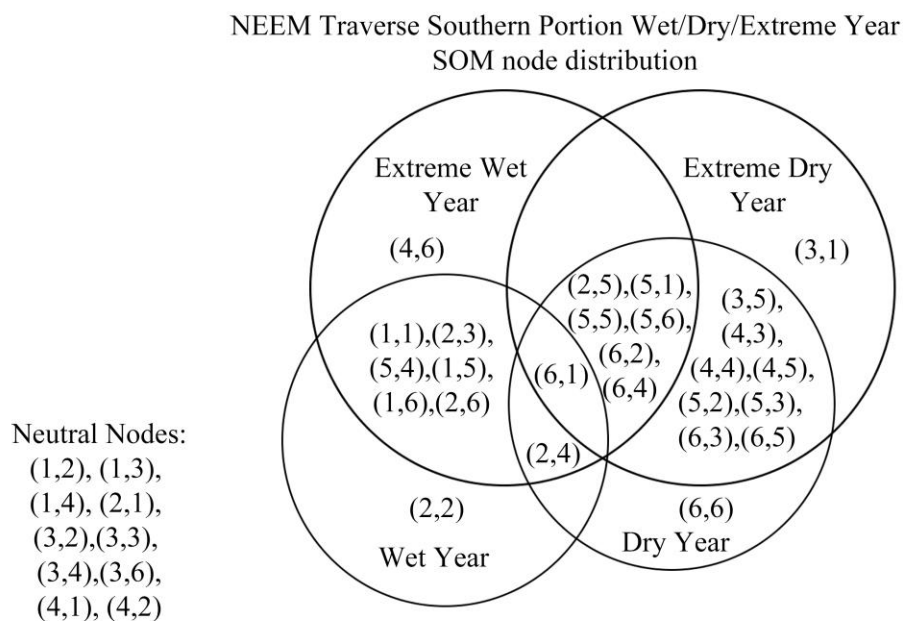 NEEM Traverse Southern Portion Wet/Dry/Extreme Year
SOM node distribution
Extreme Wet
Year
(4,6)
Extreme Dry
Year
(3,1)
(1,1),(2,3),
(5,4),(1,5),
(1,6),(2,6)
(6,1)
(2,4)
(2,5),(5,1),
(5,5),(5,6),
(6,2),
(6,4)
(3,5),
(4,3),
(4,4),(4,5),
(5,2),(5,3),
(6,3),(6,5)
(2,2)
Wet Year
(6,6)
Dry Year
Neutral Nodes:
(1,2), (1,3),
(1,4), (2,1),
(3,2),(3,3),
(3,4),(3,6),
(4,1), (4,2)